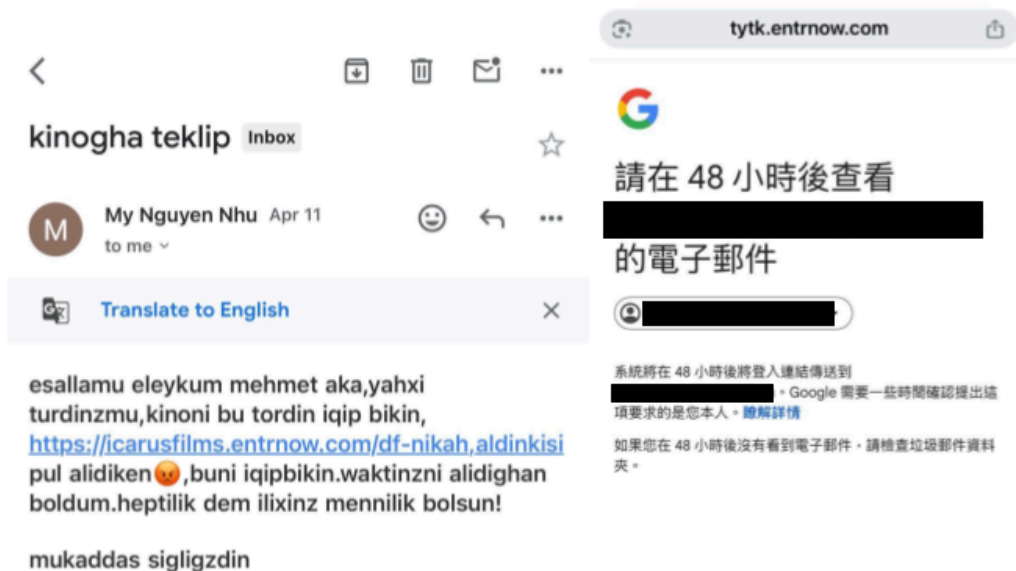 kinogha teklip Inbox
My Nguyen Nhu Apr 11
to me
M
Translate to English
esallamu eleykum mehmet aka,yahxi
turdinzmu,kinoni bu tordin iqip bikin,
https://icarusfilms.entrnow.com/df-nikah,aldinkisi
pul alidiken😡,buni iqipbikin.waktinzni alidighan
boldum.heptilik dem ilixinz mennilik bolsun!
mukaddas sigligzdin
tytk.entrnow.com
G
請在 48 小時後查看
的電子郵件
系統將在 48 小時後將登入連結傳送到
。Google 需要一些時間確認提出這
項要求的是您本人。瞭解詳情
如果您在 48 小時後沒有看到電子郵件，請檢查垃圾郵件資料
夾。